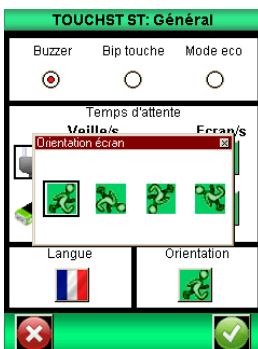 TOUCHST ST: Général
Buzzer Bip touche Mode eco
Temps d'attente
Veille/s Ecran/s
Orientation écran
Langue Orientation